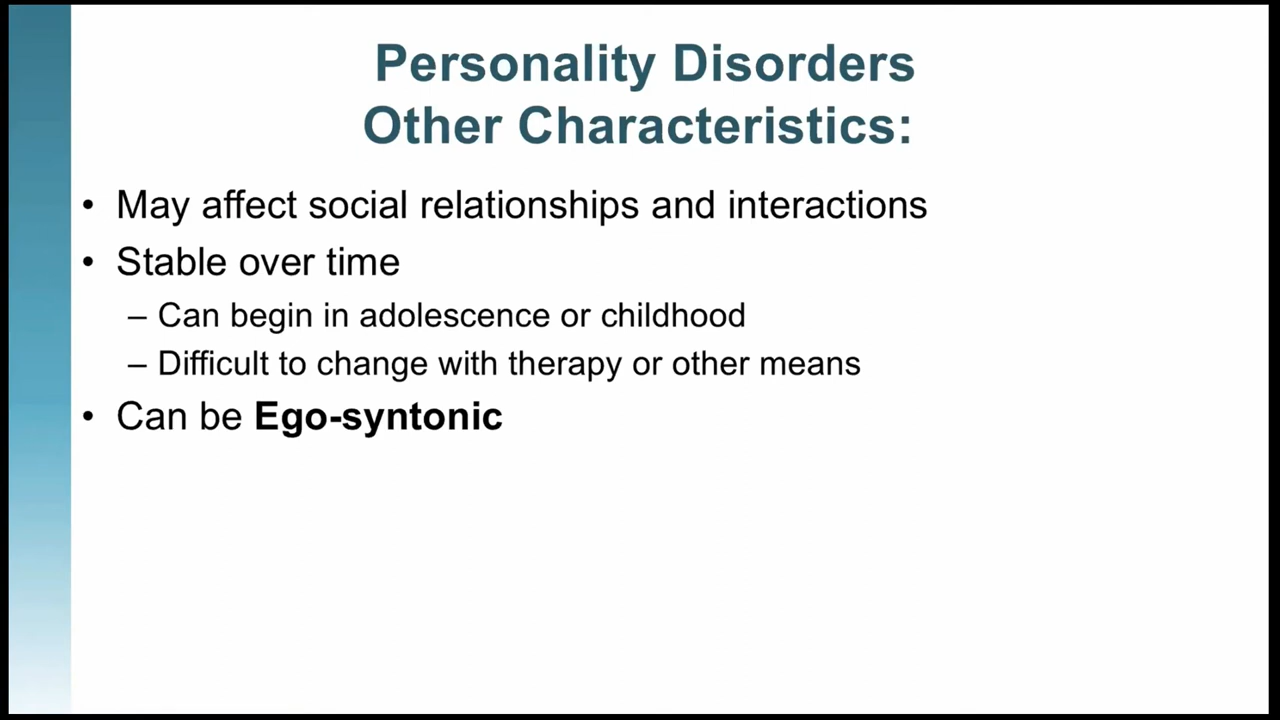 Personality Disorders
Other Characteristics:
• May affect social relationships and interactions
• Stable over time
– Can begin in adolescence or childhood
– Difficult to change with therapy or other means
• Can be Ego-syntonic